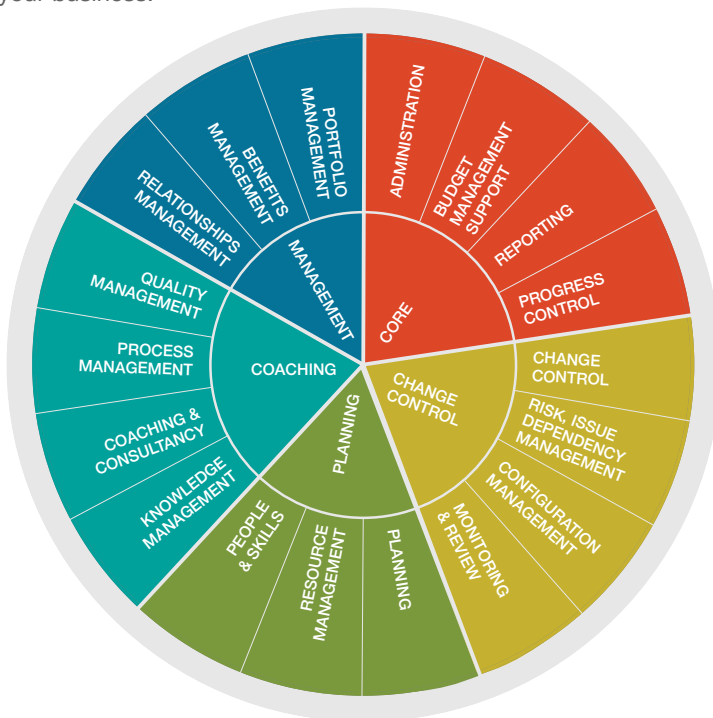 your business.
ADMINISTRATION
BUDGET
MANAGEMENT
SUPPORT
REPORTING
PROGRESS
CONTROL
CORE
CHANGE
CONTROL
RISK, ISSUE
DEPENDENCY
MANAGEMENT
CONFIGURATION
MANAGEMENT
MONITORING
& REVIEW
CHANGE
CONTROL
PLANNING
RESOURCE
MANAGEMENT
PEOPLE
& SKILLS
PLANNING
KNOWLEDGE
MANAGEMENT
COACHING &
CONSULTANCY
PROCESS
MANAGEMENT
QUALITY
MANAGEMENT
COACHING
RELATIONSHIPS
MANAGEMENT
BENEFITS
MANAGEMENT
PORTFOLIO
MANAGEMENT
MANAGEMENT